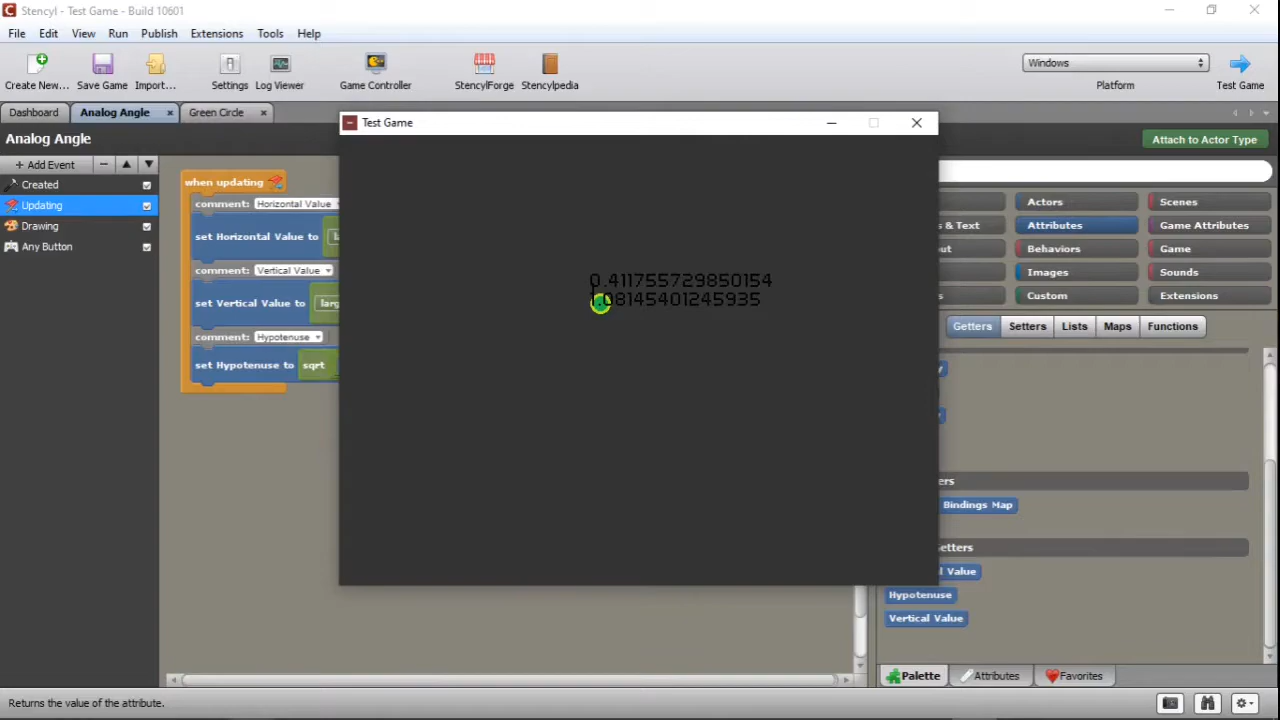 Stencyl - Test Game - Build 10601
File Edit View Run Publish Extensions Tools Help
Create New... Save Game Import... Settings Log Viewer Game Controller StencylForge Stencylpedia
Windows
Platform
Test Game
Dashboard Analog Angle Green Circle
Analog Angle
Attach to Actor Type
Add Event
Created
Updating
Drawing
Any Button
when updating
comment: Horizontal Value
set Horizontal Value to
comment: Vertical Value
set Vertical Value to
comment: Hypotenuse
set Hypotenuse to sqrt
Test Game
0.411755729850154
1.08145401245935
Actors Scenes
& Text Attributes Game Attributes
Behaviors Game
Images Sounds
Custom Extensions
Getters Setters Lists Maps Functions
Bindings Map
Value
Hypotenuse
Vertical Value
Palette Attributes Favorites
Returns the value of the attribute.